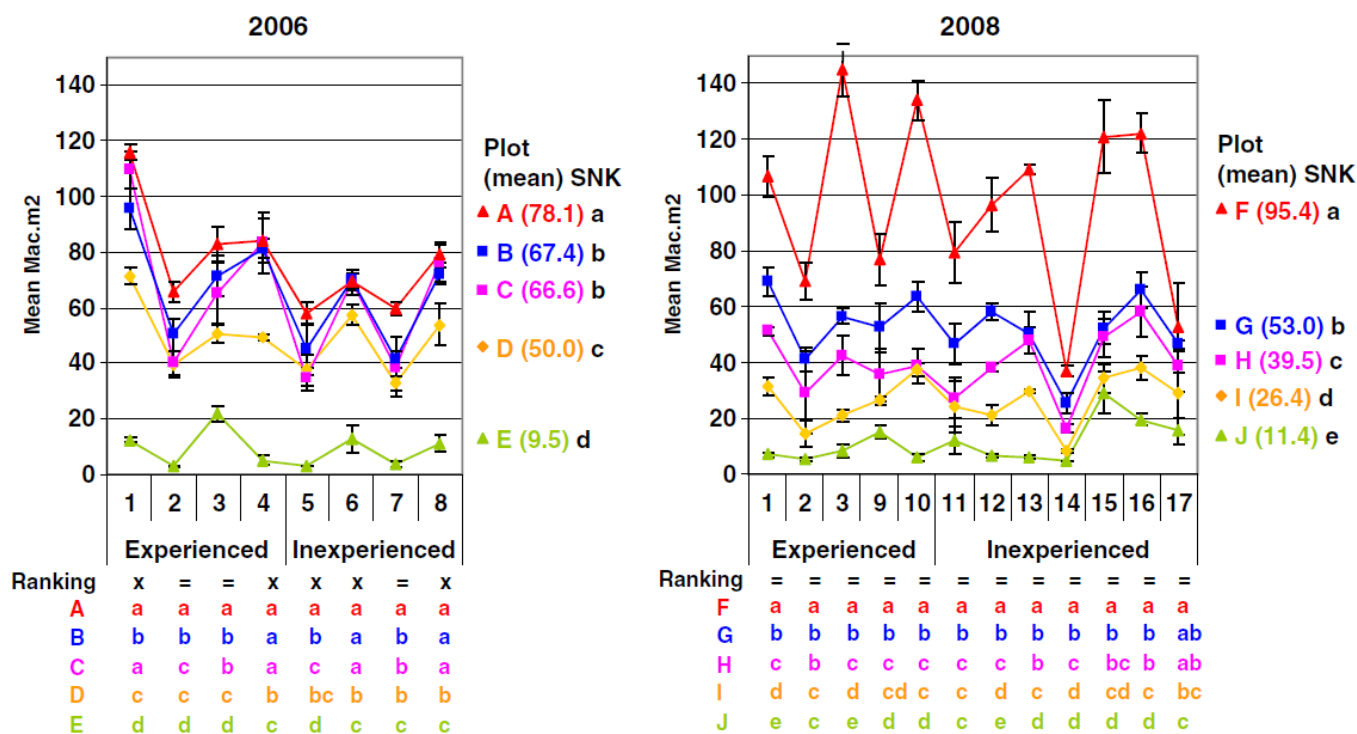 2006
140
120
100
80
60
40
20
0
Mean Mac.m2
1 2 3 4 5 6 7 8
Experienced Inexperienced
Plot
(mean) SNK
A (78.1) a
B (67.4) b
C (66.6) b
D (50.0) c
E (9.5) d
Ranking x = = x x x = x
A a a a a a a a a
B b b b a b a b a
C a c b a c a b a
D c c c b bc b b b
E d d d c d c c c
2008
140
120
100
80
60
40
20
0
Mean Mac.m2
1 2 3 9 10 11 12 13 14 15 16 17
Experienced Inexperienced
Plot
(mean) SNK
F (95.4) a
G (53.0) b
H (39.5) c
I (26.4) d
J (11.4) e
Ranking = = = = = = = = = = = =
F a a a a a a a a a a a a
G b b b b b b b b b b b ab
H c b c c c c c b c bc b ab
I d c d cd c c d c d cd c bc
J e c e d d c e d d d d c